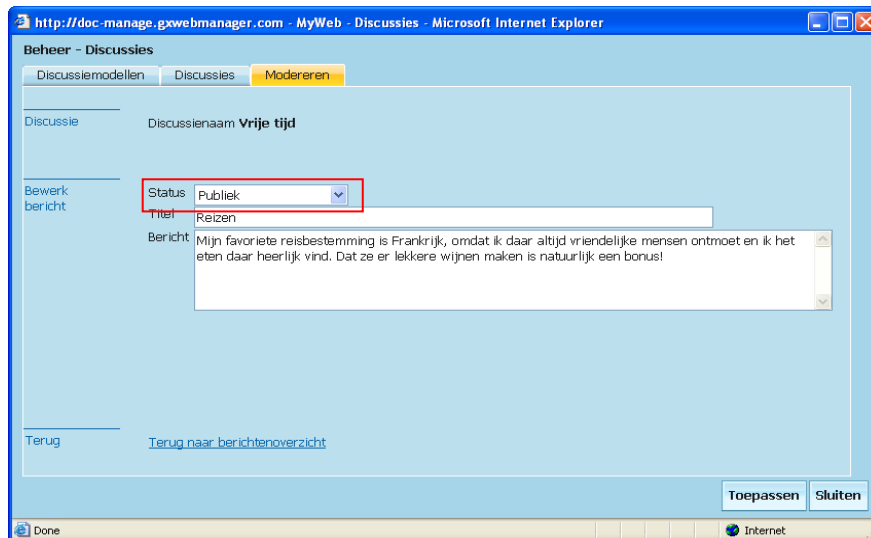 http://doc-manage.gxwebmanager.com - MyWeb - Discussies - Microsoft Internet Explorer
Beheer - Discussies
Discussiemodellen Discussies Modereren
Discussie Discussienaam Vrije tijd
Bewerk bericht Status Publiek
Titel Reizen
Bericht Mijn favoriete reisbestemming is Frankrijk, omdat ik daar altijd vriendelijke mensen ontmoet en ik het
eten daar heerlijk vind. Dat ze er lekkere wijnen maken is natuurlijk een bonus!
Terug Terug naar berichtenoverzicht
Toepassen Sluiten
Done Internet